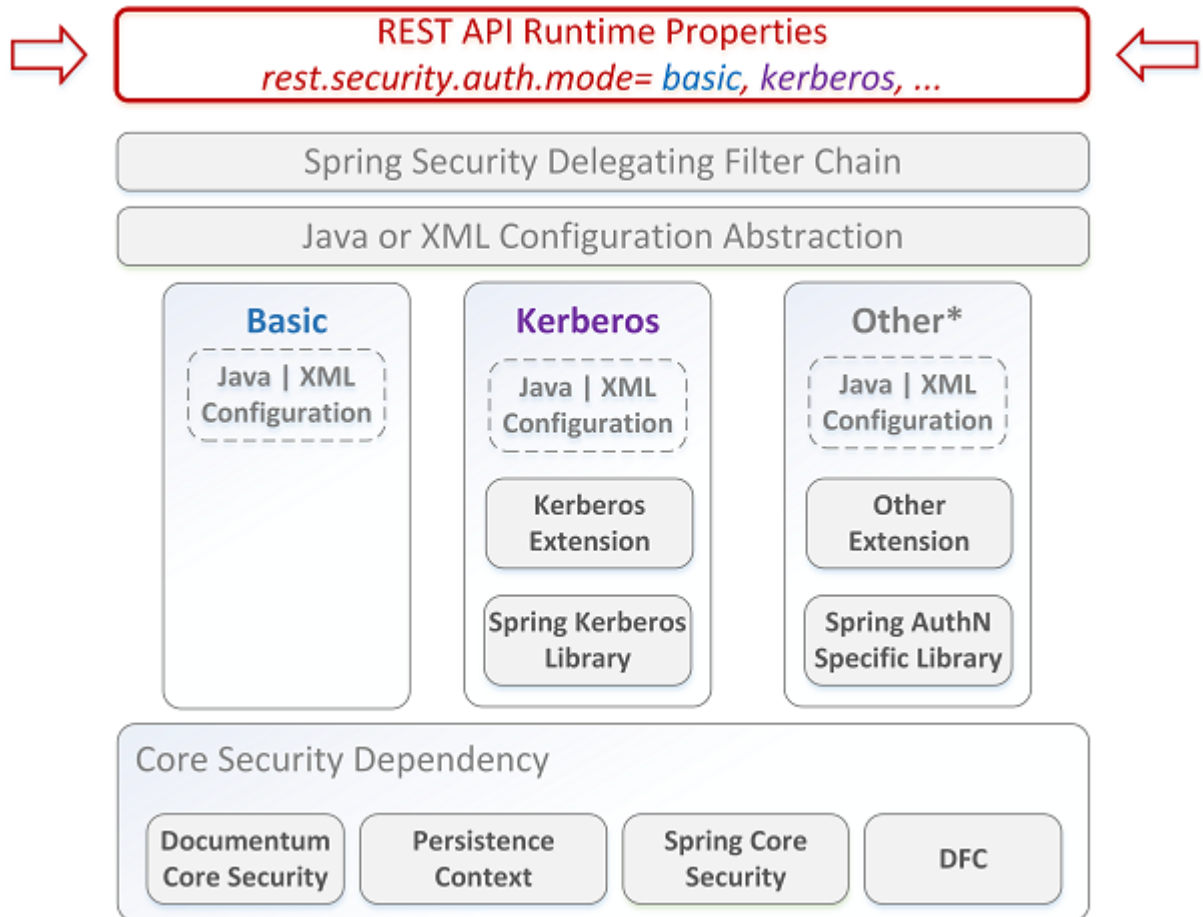 REST API Runtime Properties
rest.security.auth.mode= basic, kerberos, ...
Spring Security Delegating Filter Chain
Java or XML Configuration Abstraction
Basic
Java | XML
Configuration
Kerberos
Java | XML
Configuration
Kerberos
Extension
Spring Kerberos
Library
Other*
Java | XML
Configuration
Other
Extension
Spring AuthN
Specific Library
Core Security Dependency
Documentum
Core Security
Persistence
Context
Spring Core
Security
DFC